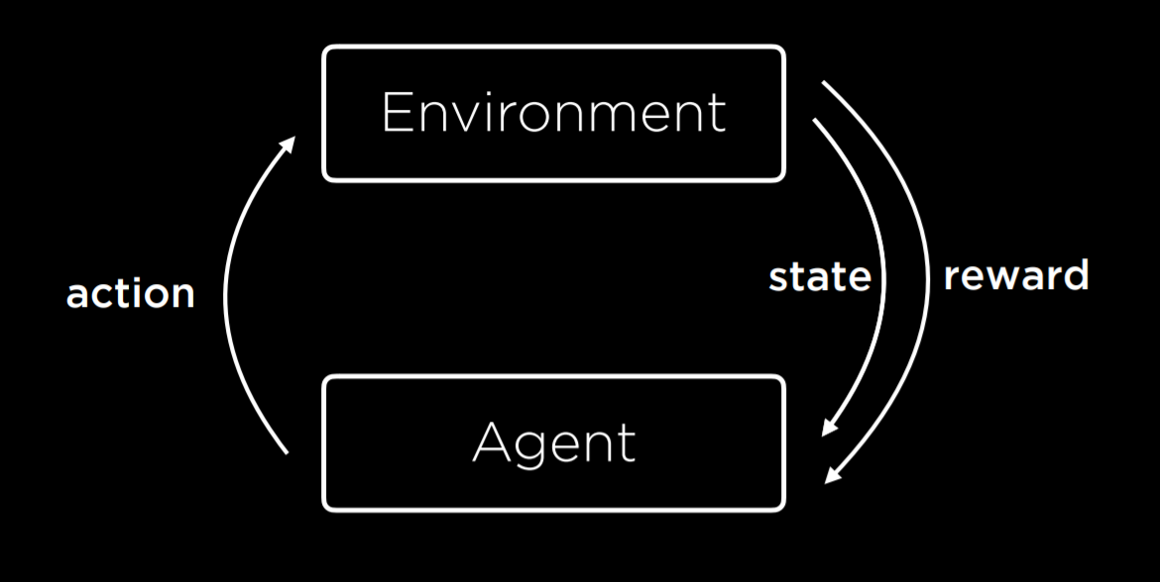 Environment
action
state
reward
Agent